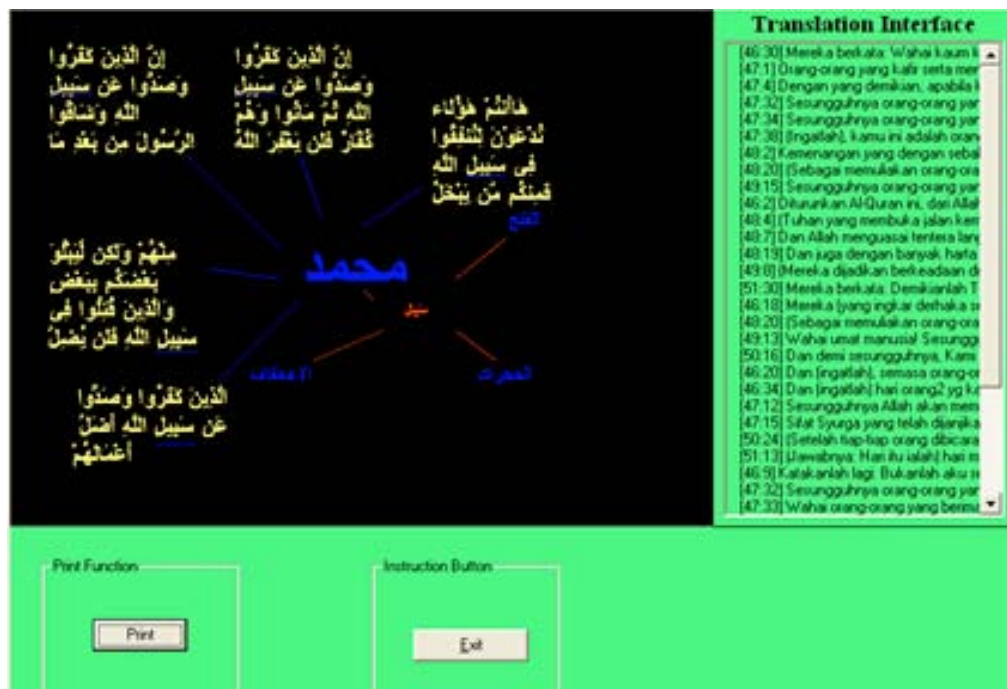 إِنَّ الَّذِينَ كَفَرُوا
وَصَدُّوا عَن سَبِيلِ
اللَّهِ وَشَاقُّوا
الرَّسُولَ مِن بَعْدِ مَا
إِنَّ الَّذِينَ كَفَرُوا
وَصَدُّوا عَن سَبِيلِ
اللَّهِ ثُمَّ مَاتُوا وَهُمْ
كُفَّارٌ فَلَن يَغْفِرَ اللَّهُ
هَاأَنتُمْ هَؤُلَاء
تُدْعَوْنَ لِتُنفِقُوا
فِي سَبِيلِ اللَّهِ
فَمِنكُم مَّن يَبْخَلُ
الفتح
مِنْهُمْ وَلَكِن لِّيَبْلُوَ
بَعْضَكُم بِبَعْضٍ
وَالَّذِينَ قُتِلُوا فِي
سَبِيلِ اللَّهِ فَلَن يُضِلَّ
محمد
سبيل
الاحقاف
الحجرات
الَّذِينَ كَفَرُوا وَصَدُّوا
عَن سَبِيلِ اللَّهِ أَضَلَّ
أَعْمَالَهُمْ
Translation Interface
[46:30] Mereka berkata: Wahai kaum k
[47:1] Orang-orang yang kafir serta mer
[47:4] Dengan yang demikian, apabila k
[47:32] Sesungguhnya orang-orang yar
[47:34] Sesungguhnya orang-orang yar
[47:38] (Ingatlah), kamu ini adalah orang
[48:2] Kemenangan yang dengan sebal
[48:20] (Sebagai memuliakan orang-ora
[49:15] Sesungguhnya orang-orang yar
[46:2] Diturunkan Al-Quran ini, dari Allah
[48:4] (Tuhan yang membuka jalan kem
[48:7] Dan Allah menguasai tentera lang
[48:19] Dan juga dengan banyak harta
[49:8] (Mereka dijadikan berkeadaan d
[51:30] Mereka berkata: Demikianlah T
[46:18] Mereka (yang ingkar derhaka se
[48:20] (Sebagai memuliakan orang-ora
[49:13] Wahai umat manusia! Sesunggu
[50:16] Dan demi sesungguhnya, Kami
[46:20] Dan (ingatlah), semasa orang-or
[46:34] Dan (ingatlah) hari orang2 yg ka
[47:12] Sesungguhnya Allah akan mem
[47:15] Sifat Syurga yang telah dijanjika
[50:24] (Setelah tiap-tiap orang dibicara
[51:13] (Jawabnya: Hari itu ialah) hari m
[46:9] Katakanlah lagi: Bukanlah aku se
[47:32] Sesungguhnya orang-orang yar
[47:33] Wahai orang-orang yang berima
Print Function
Print
Instruction Button
Exit